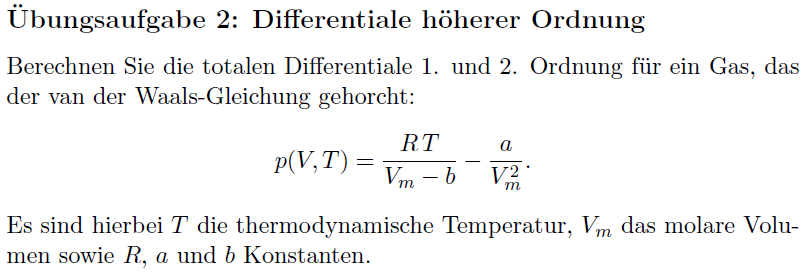 Übungsaufgabe 2: Differentiale höherer Ordnung
Berechnen Sie die totalen Differentiale 1. und 2. Ordnung für ein Gas, das
der van der Waals-Gleichung gehorcht:
p(V, T) = \frac{RT}{V_m − b} − \frac{a}{V_m^2}.
Es sind hierbei T die thermodynamische Temperatur, V_m das molare Volu-
men sowie R, a und b Konstanten.